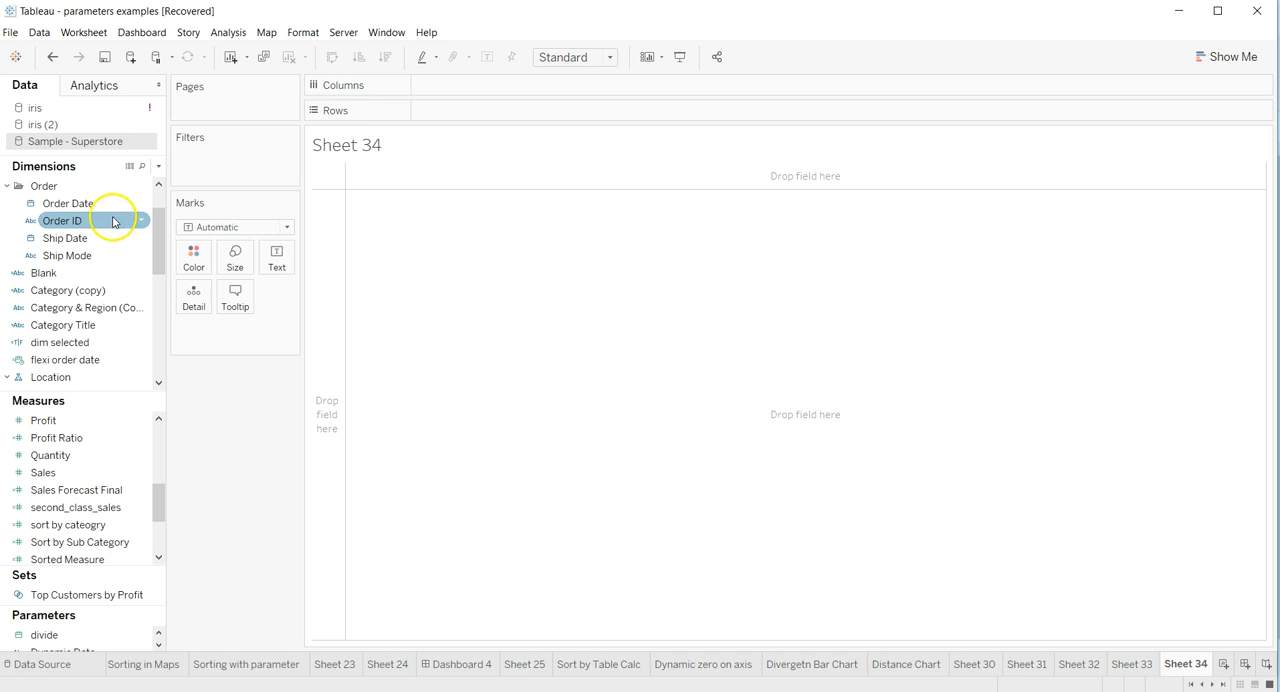 Tableau - parameters examples [Recovered]
File Data Worksheet Dashboard Story Analysis Map Format Server Window Help
Standard
Show Me
Data Analytics
iris !
iris (2)
Sample - Superstore
Dimensions
Order
Order Date
Abc Order ID
Ship Date
Abc Ship Mode
Abc Blank
Abc Category (copy)
Abc Category & Region (Co...
Abc Category Title
T|F dim selected
flexi order date
Location
Measures
Profit
Profit Ratio
Quantity
Sales
Sales Forecast Final
second_class_sales
sort by cateogry
Sort by Sub Category
Sorted Measure
Sets
Top Customers by Profit
Parameters
divide
Pages
Filters
Marks
Automatic
Color Size Text
Detail Tooltip
Columns
Rows
Sheet 34
Drop field here
Drop
field
here
Drop field here
Data Source Sorting in Maps Sorting with parameter Sheet 23 Sheet 24 Dashboard 4 Sheet 25 Sort by Table Calc Dynamic zero on axis Divergetn Bar Chart Distance Chart Sheet 30 Sheet 31 Sheet 32 Sheet 33 Sheet 34